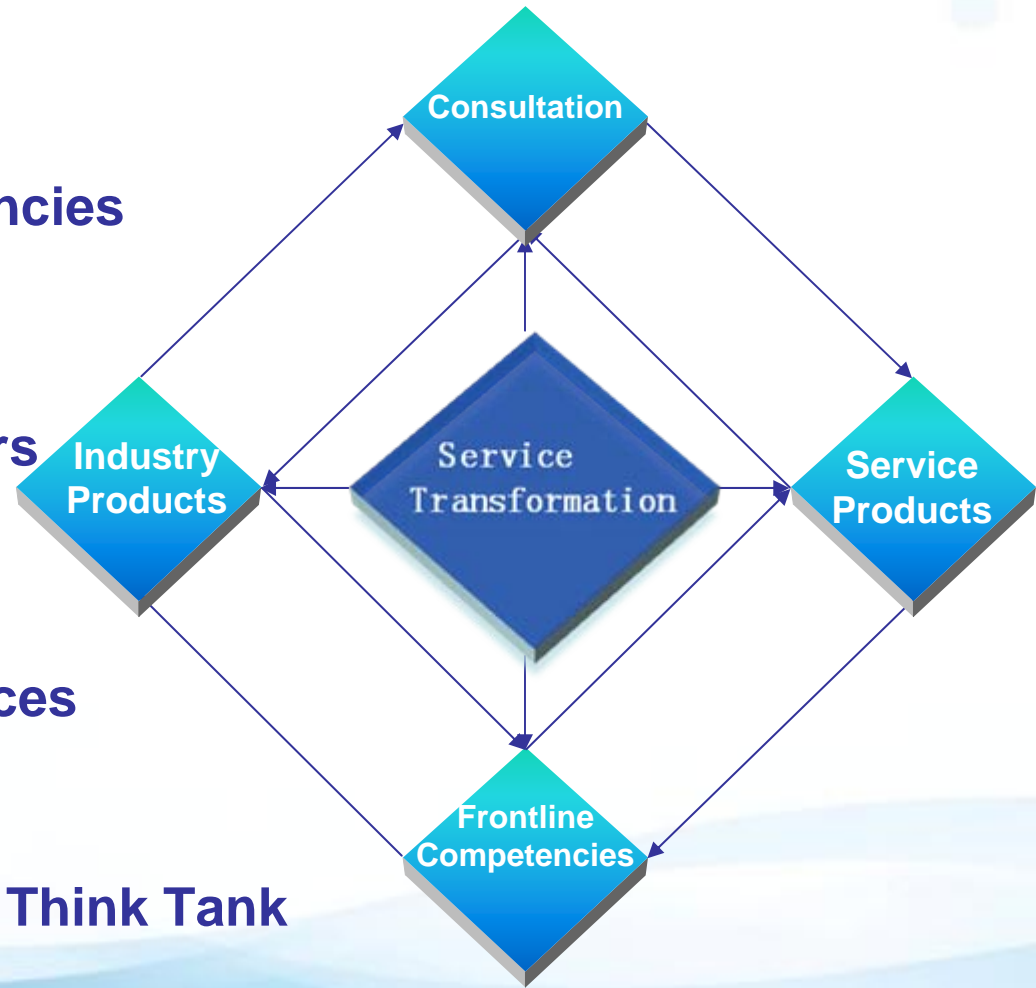 Consultation
ncies
rs
Industry
Products
Service
Transformation
Service
Products
ces
Frontline
Competencies
Think Tank